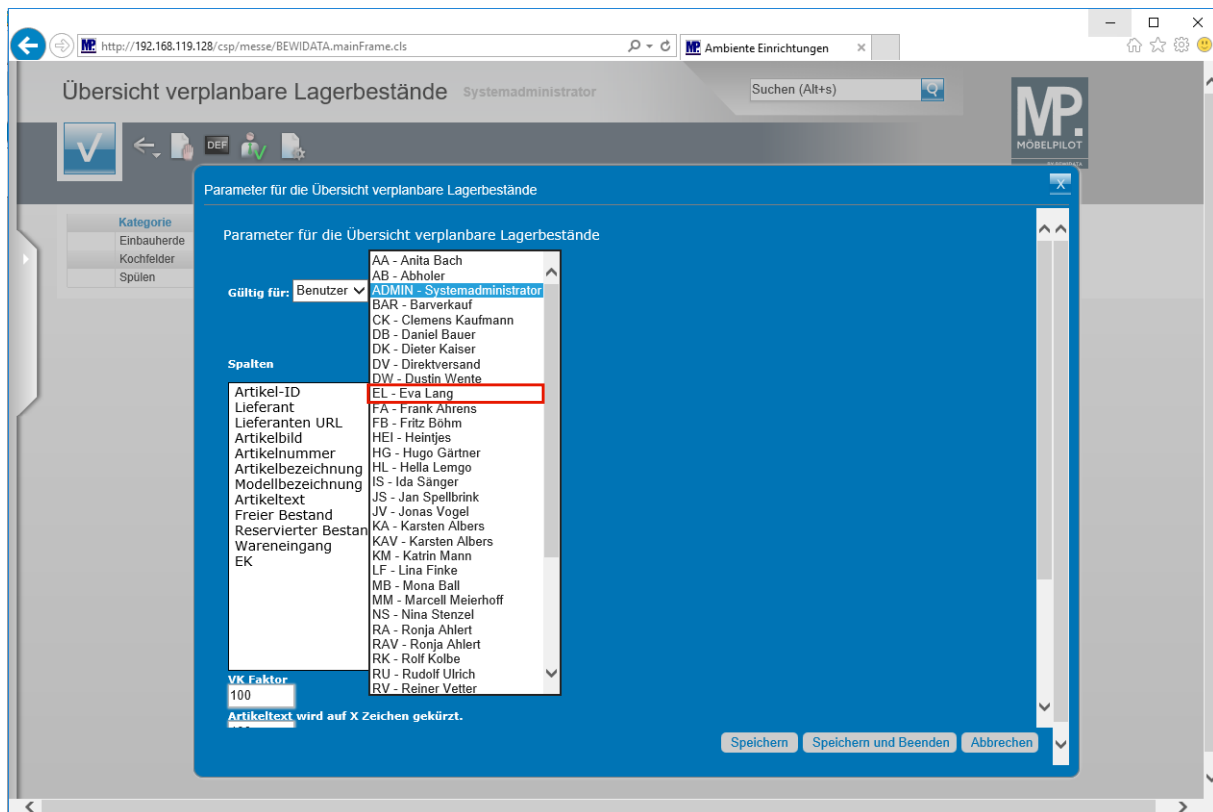 http://192.168.119.128/csp/messe/BEWIDATA.mainFrame.cls
MP Ambiente Einrichtungen
Übersicht verplanbare Lagerbestände Systemadministrator
Suchen (Alt+s)
MP.
MÖBELPILOT
DEF
Parameter für die Übersicht verplanbare Lagerbestände
X
Kategorie
Einbauherde
Kochfelder
Spülen
Parameter für die Übersicht verplanbare Lagerbestände
Gültig für: Benutzer
AA - Anita Bach
AB - Abholer
ADMIN - Systemadministrator
BAR - Barverkauf
CK - Clemens Kaufmann
DB - Daniel Bauer
DK - Dieter Kaiser
DV - Direktversand
DW - Dustin Wente
EL - Eva Lang
FA - Frank Ahrens
FB - Fritz Böhm
HEI - Heintjes
HG - Hugo Gärtner
HL - Hella Lemgo
IS - Ida Sänger
JS - Jan Spellbrink
JV - Jonas Vogel
KA - Karsten Albers
KAV - Karsten Albers
KM - Katrin Mann
LF - Lina Finke
MB - Mona Ball
MM - Marcell Meierhoff
NS - Nina Stenzel
RA - Ronja Ahlert
RAV - Ronja Ahlert
RK - Rolf Kolbe
RU - Rudolf Ulrich
RV - Reiner Vetter
Spalten
Artikel-ID
Lieferant
Lieferanten URL
Artikelbild
Artikelnummer
Artikelbezeichnung
Modellbezeichnung
Artikeltext
Freier Bestand
Reservierter Bestan
Wareneingang
EK
VK Faktor
100
Artikeltext wird auf X Zeichen gekürzt.
Speichern
Speichern und Beenden
Abbrechen